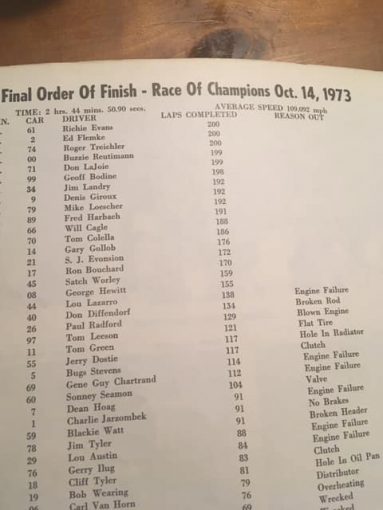 Final Order Of Finish - Race Of Champions Oct. 14, 1973
TIME: 2 hrs. 44 mins. 50.90 secs. AVERAGE SPEED 109.092 mph
N. CAR DRIVER LAPS COMPLETED REASON OUT
61 Richie Evans 200
2 Ed Flemke 200
74 Roger Treichler 200
00 Buzzie Reutimann 199
71 Don LaJoie 199
99 Geoff Bodine 198
34 Jim Landry 192
9 Denis Giroux 192
79 Mike Loescher 192
89 Fred Harbach 191
66 Will Cagle 188
70 Tom Colella 186
14 Gary Gollob 176
21 S. J. Evonsion 172
17 Ron Bouchard 170
45 Satch Worley 159
08 George Hewitt 155
44 Lou Lazarro 138 Engine Failure
40 Don Diffendorf 134 Broken Rod
26 Paul Radford 129 Blown Engine
97 Tom Leeson 121 Flat Tire
11 Tom Green 117 Hole In Radiator
55 Jerry Dostie 117 Clutch
5 Bugs Stevens 114 Engine Failure
69 Gene Guy Chartrand 112 Engine Failure
60 Sonney Seamon 104 Valve
7 Dean Hoag 91 Engine Failure
1 Charlie Jarzombek 91 No Brakes
59 Blackie Watt 91 Broken Header
78 Jim Tyler 88 Engine Failure
29 Lou Austin 84 Engine Failure
76 Gerry Ilug 83 Clutch
18 Cliff Tyler 81 Hole In Oil Pan
19 Bob Wearing 79 Distributor
Carl Van Horn 76 Overheating
69 Wrecked